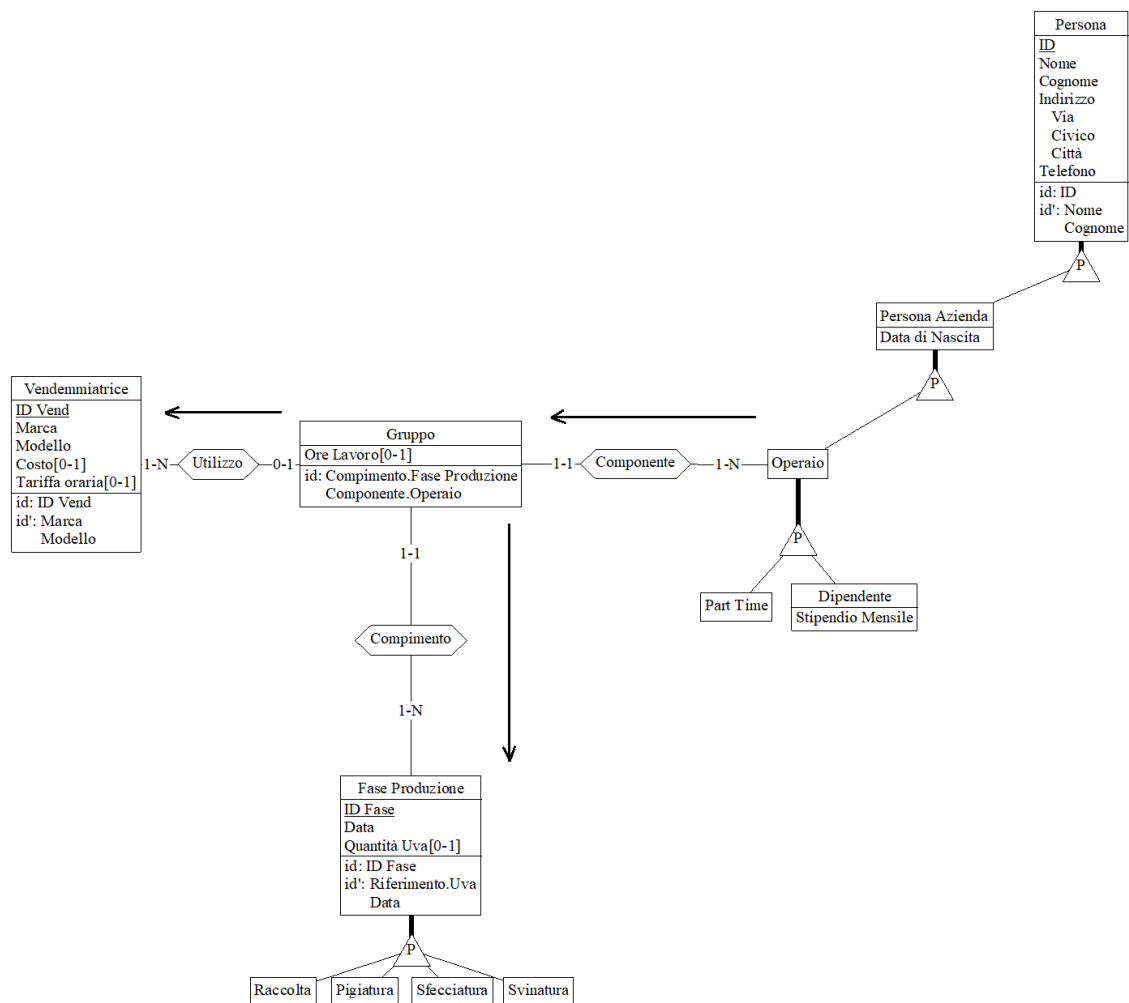 Persona
ID
Nome
Cognome
Indirizzo
Via
Civico
Città
Telefono
id: ID
id': Nome
Cognome
P
Persona Azienda
Data di Nascita
P
Vendemmiatrice
ID Vend
Marca
Modello
Costo[0-1]
Tariffa oraria[0-1]
id: ID Vend
id': Marca
Modello
1-N
Utilizzo
0-1
Gruppo
Ore Lavoro[0-1]
id: Compimento.Fase Produzione
Componente.Operaio
1-1
Componente
1-N
Operaio
P
Part Time
Dipendente
Stipendio Mensile
1-1
Compimento
1-N
Fase Produzione
ID Fase
Data
Quantità Uva[0-1]
id: ID Fase
id': Riferimento.Uva
Data
P
Raccolta
Pigiatura
Sfecciatura
Svinatura